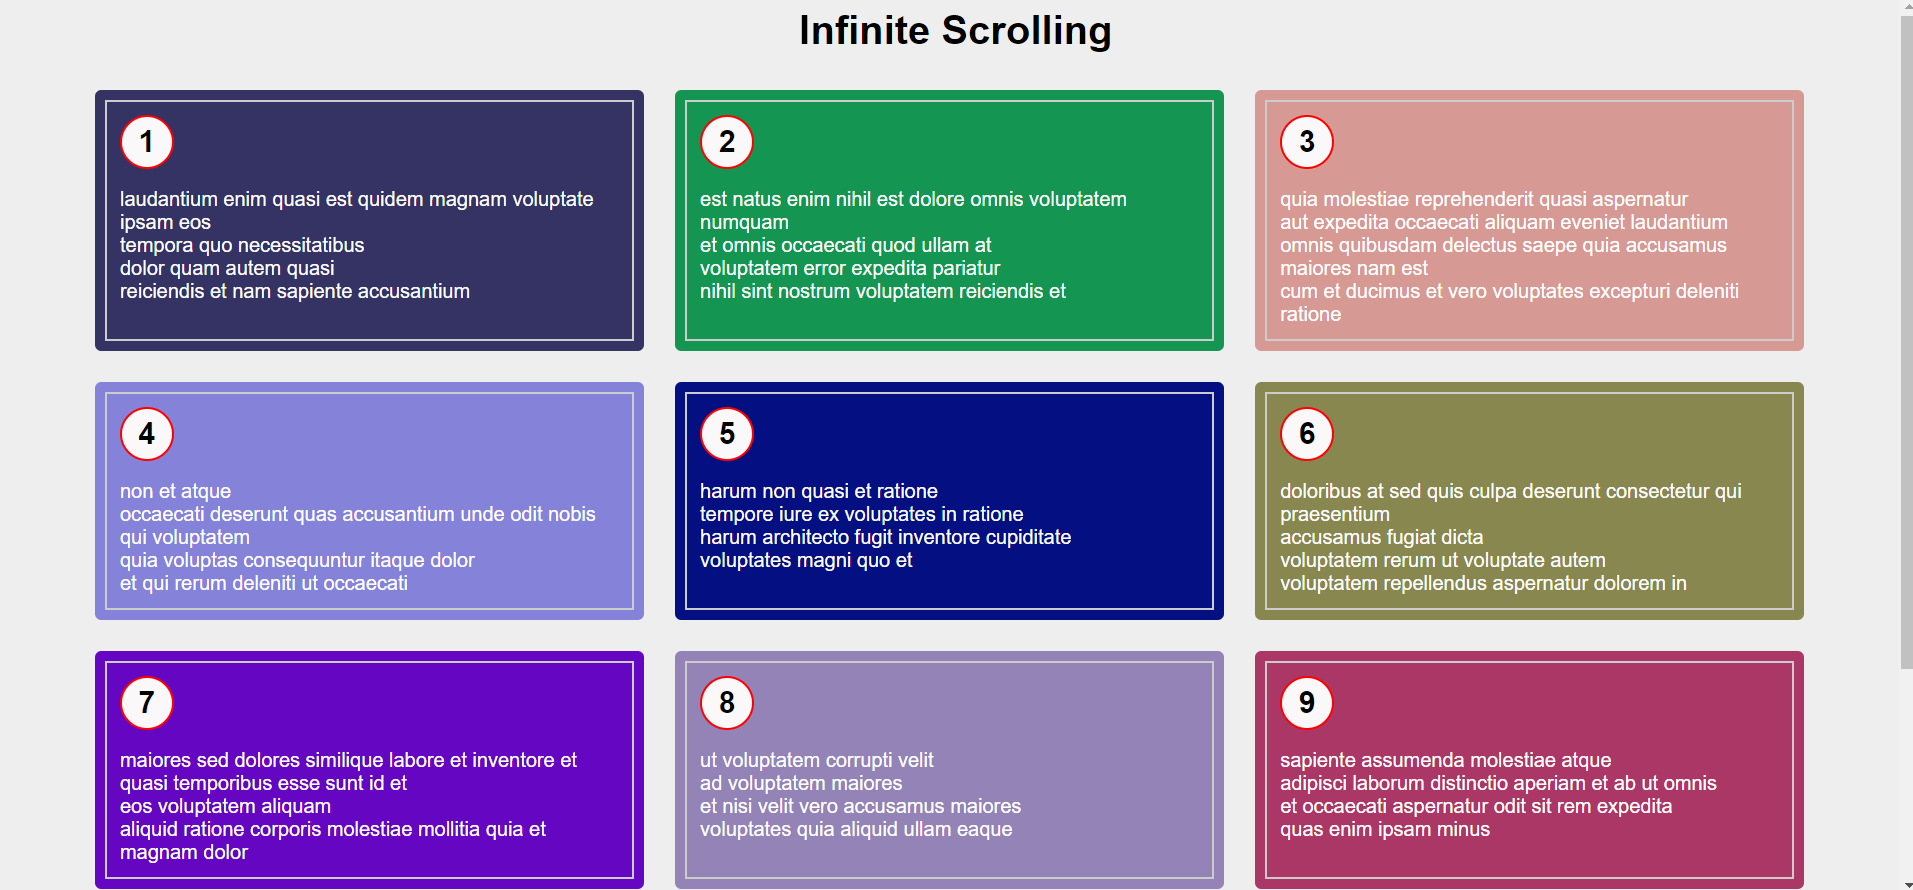 Infinite Scrolling
1
laudantium enim quasi est quidem magnam voluptate
ipsam eos
tempora quo necessitatibus
dolor quam autem quasi
reiciendis et nam sapiente accusantium
2
est natus enim nihil est dolore omnis voluptatem
numquam
et omnis occaecati quod ullam at
voluptatem error expedita pariatur
nihil sint nostrum voluptatem reiciendis et
3
quia molestiae reprehenderit quasi aspernatur
aut expedita occaecati aliquam eveniet laudantium
omnis quibusdam delectus saepe quia accusamus
maiores nam est
cum et ducimus et vero voluptates excepturi deleniti
ratione
4
non et atque
occaecati deserunt quas accusantium unde odit nobis
qui voluptatem
quia voluptas consequuntur itaque dolor
et qui rerum deleniti ut occaecati
5
harum non quasi et ratione
tempore iure ex voluptates in ratione
harum architecto fugit inventore cupiditate
voluptates magni quo et
6
doloribus at sed quis culpa deserunt consectetur qui
praesentium
accusamus fugiat dicta
voluptatem rerum ut voluptate autem
voluptatem repellendus aspernatur dolorem in
7
maiores sed dolores similique labore et inventore et
quasi temporibus esse sunt id et
eos voluptatem aliquam
aliquid ratione corporis molestiae mollitia quia et
magnam dolor
8
ut voluptatem corrupti velit
ad voluptatem maiores
et nisi velit vero accusamus maiores
voluptates quia aliquid ullam eaque
9
sapiente assumenda molestiae atque
adipisci laborum distinctio aperiam et ab ut omnis
et occaecati aspernatur odit sit rem expedita
quas enim ipsam minus